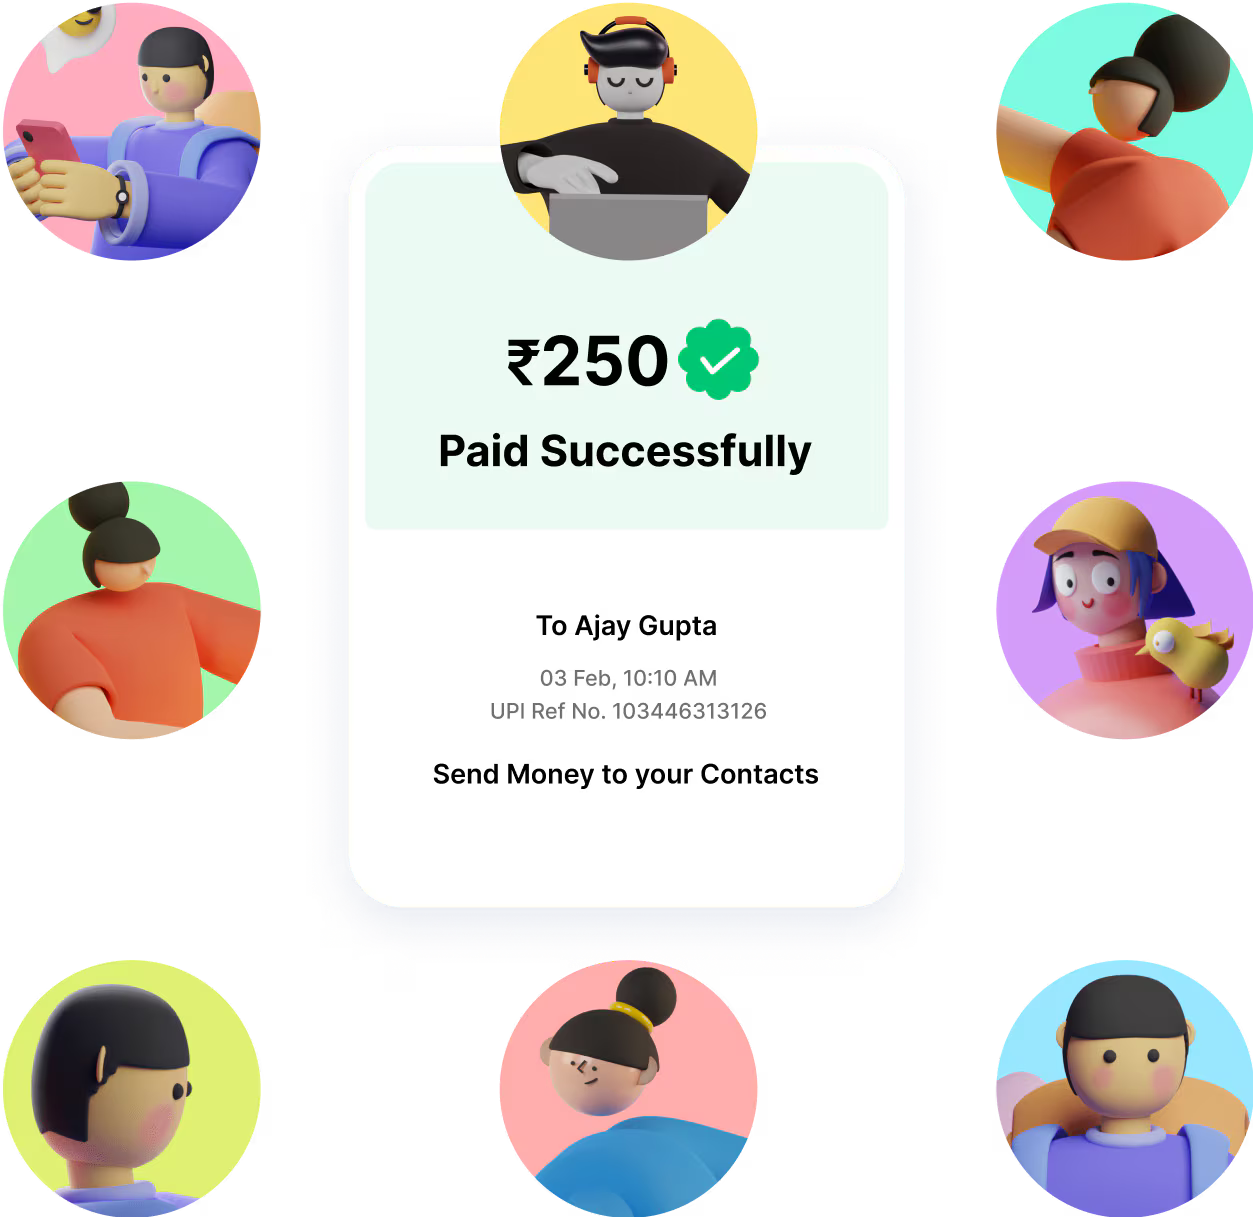 ₹250
Paid Successfully
To Ajay Gupta
03 Feb, 10:10 AM
UPI Ref No. 103446313126
Send Money to your Contacts